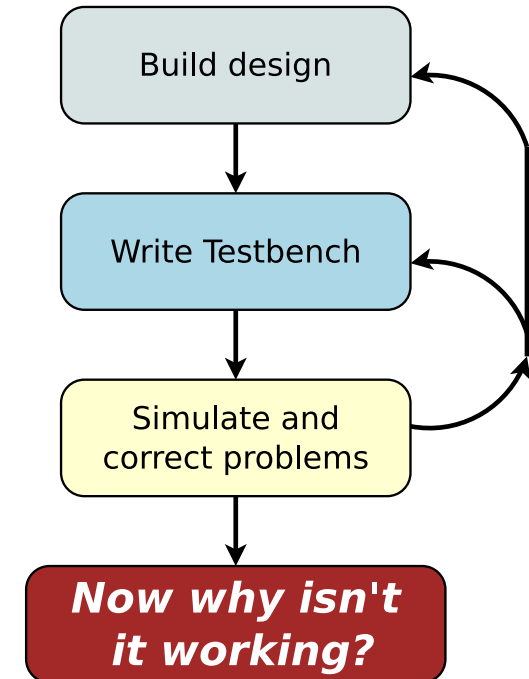 Build design
Write Testbench
Simulate and
correct problems
Now why isn't
it working?